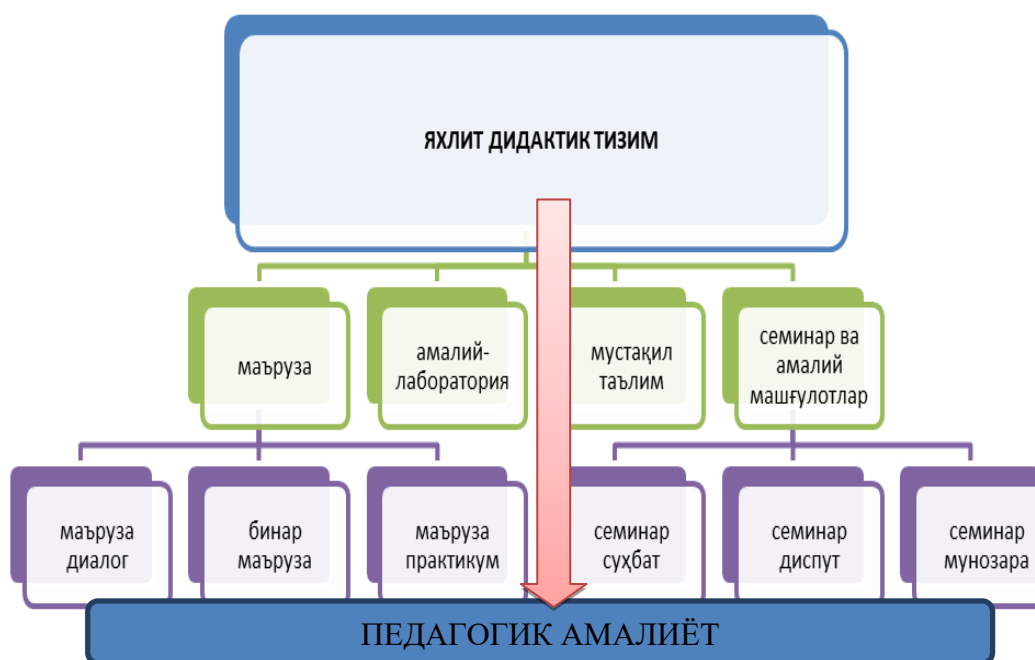 ЯХЛИТ ДИДАКТИК ТИЗИМ
маъруза
амалий-
лаборатория
мустақил
таълим
семинар ва
амалий
машғулотлар
маъруза
диалог
бинар
маъруза
маъруза
практикум
семинар
суҳбат
семинар
диспут
семинар
мунозара
ПЕДАГОГИК АМАЛИЁТ